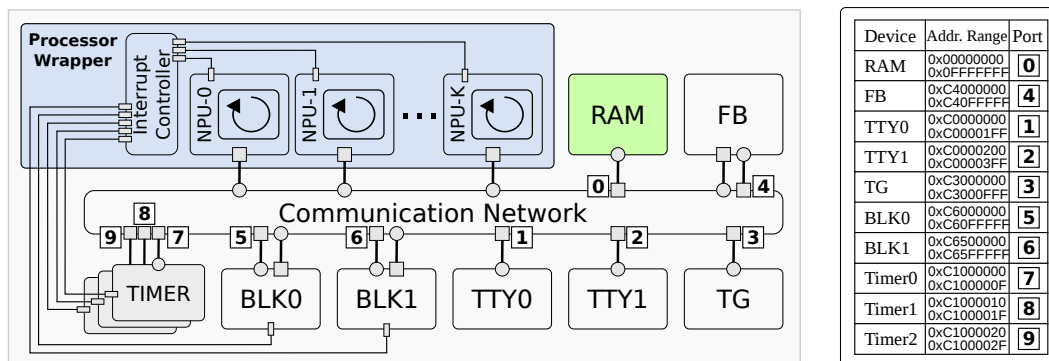 Processor
Wrapper
Interrupt
Controller
NPU-0
NPU-1
...
NPU-K
RAM
FB
0
4
Communication Network
8
9
7
5
6
1
2
3
TIMER
BLK0
BLK1
TTY0
TTY1
TG
Device Addr. Range Port
RAM 0x00000000 0
0x0FFFFFFF
FB 0xC4000000 4
0xC40FFFFF
TTY0 0xC0000000 1
0xC00001FF
TTY1 0xC0000200 2
0xC00003FF
TG 0xC3000000 3
0xC3000FFF
BLK0 0xC6000000 5
0xC60FFFFF
BLK1 0xC6500000 6
0xC65FFFFF
Timer0 0xC1000000 7
0xC100000F
Timer1 0xC1000010 8
0xC100001F
Timer2 0xC1000020 9
0xC100002F